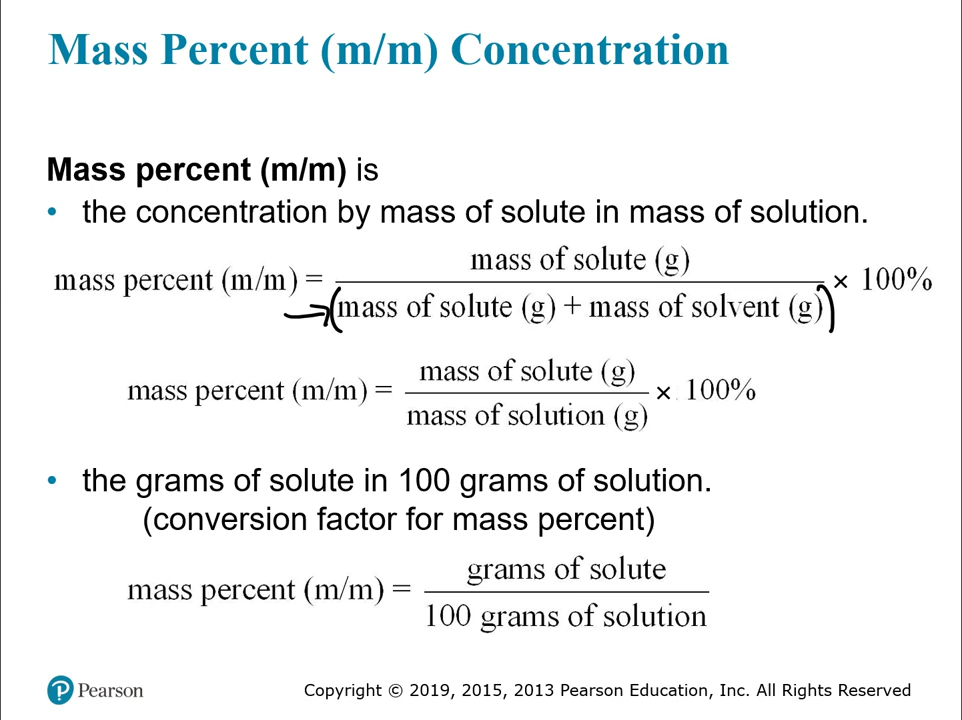 Mass Percent (m/m) Concentration
Mass percent (m/m) is
• the concentration by mass of solute in mass of solution.
mass percent (m/m) = mass of solute (g) / (mass of solute (g) + mass of solvent (g)) × 100%
mass percent (m/m) = mass of solute (g) / mass of solution (g) × 100%
• the grams of solute in 100 grams of solution.
(conversion factor for mass percent)
mass percent (m/m) = grams of solute / 100 grams of solution
Pearson
Copyright © 2019, 2015, 2013 Pearson Education, Inc. All Rights Reserved